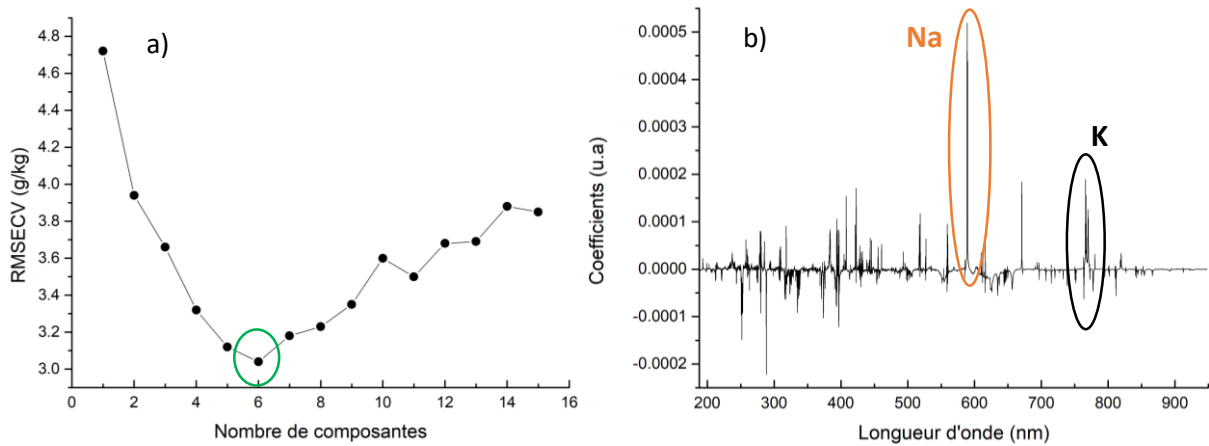 a)
4.8
4.6
4.4
4.2
4.0
3.8
3.6
3.4
3.2
3.0
RMSECV (g/kg)
0 2 4 6 8 10 12 14 16
Nombre de composantes
b)
Na
K
0.0005
0.0004
0.0003
0.0002
0.0001
0.0000
-0.0001
-0.0002
Coefficients (u.a)
200 300 400 500 600 700 800 900
Longueur d'onde (nm)